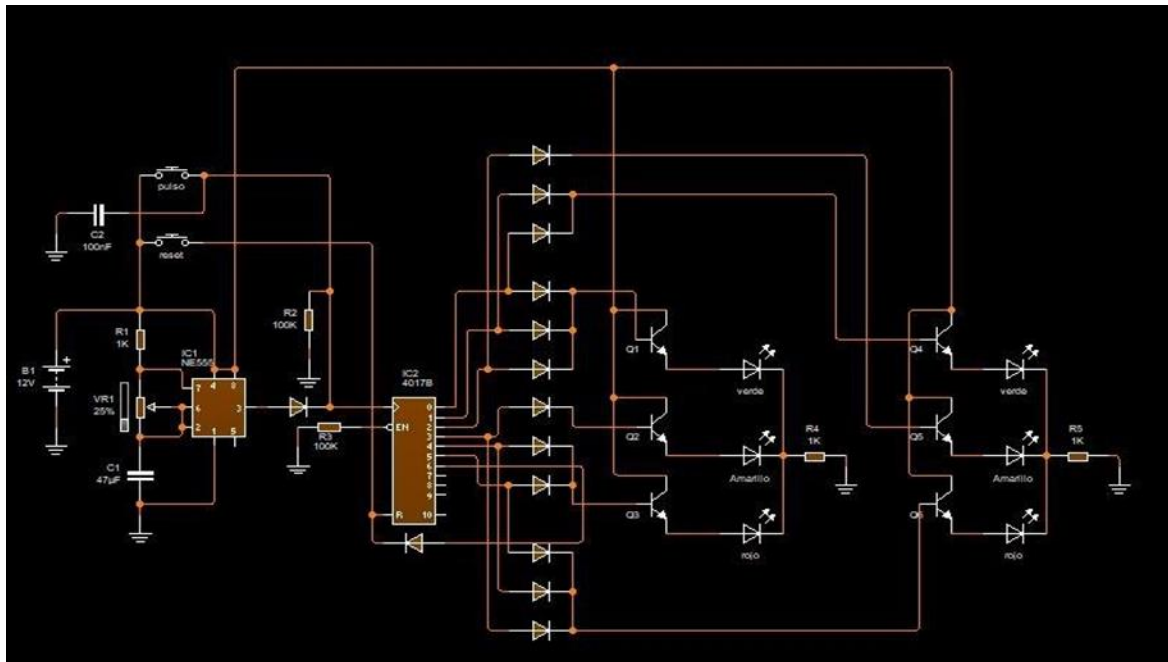 pulso
C2
100nF
reset
R1
1K
R2
100K
IC1
NE555
B1
+
12V
7
4
8
VR1
25%
6
3
2
1
5
C1
47µF
IC2
4017B
EN
R
0
1
2
3
4
5
6
7
8
9
10
R3
100K
Q1
verde
Q2
Amarillo
Q3
rojo
R4
1K
Q4
verde
Q5
Amarillo
Q6
rojo
R5
1K